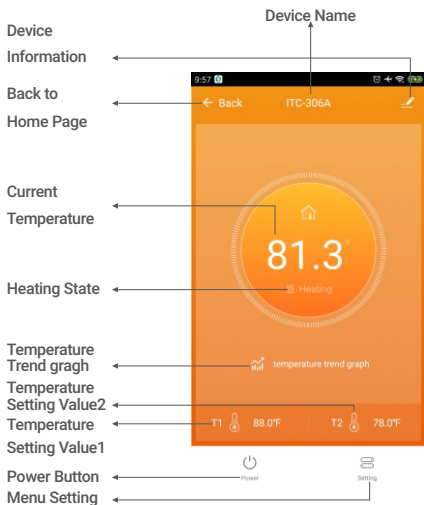 Device Name
Device
Information
9:57
Back to
Home Page
Back
ITC-306A
Current
Temperature
81.3°
Heating State
Heating
Temperature
Trend gragh
temperature trend graph
Temperature
Setting Value2
Temperature
Setting Value1
T1 88.0°F
T2 78.0°F
Power Button
Power
Setting
Menu Setting